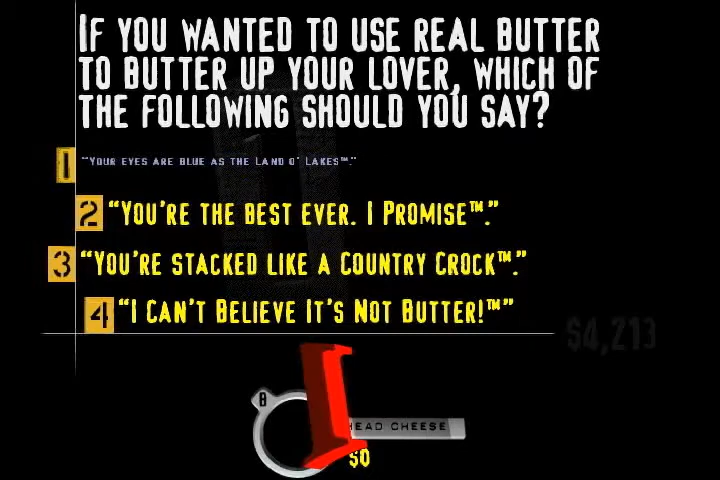 IF YOU WANTED TO USE REAL BUTTER
TO BUTTER UP YOUR LOVER, WHICH OF
THE FOLLOWING SHOULD YOU SAY?
1 "YOUR EYES ARE BLUE AS THE LAND O' LAKES™."
2 "YOU'RE THE BEST EVER. I PROMISE™."
3 "YOU'RE STACKED LIKE A COUNTRY CROCK™."
4 "I CAN'T BELIEVE IT'S NOT BUTTER!™"
$4,213
B
HEAD CHEESE
$0